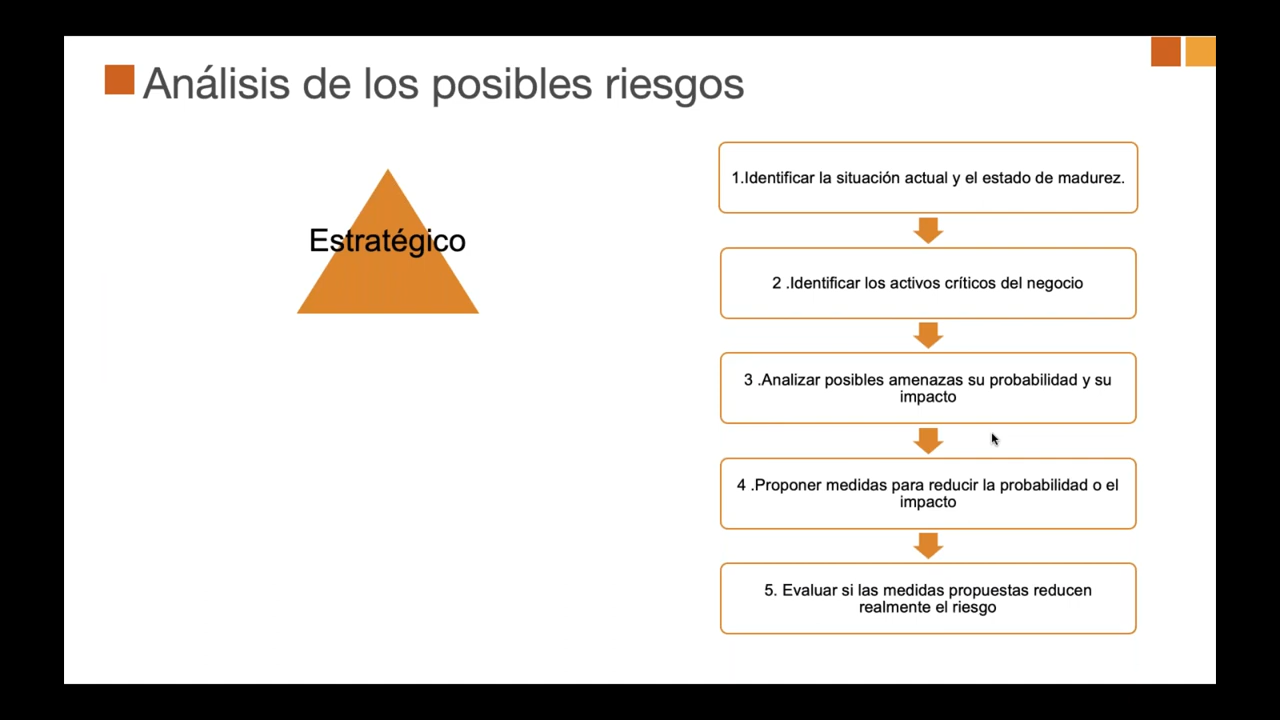 Análisis de los posibles riesgos
Estratégico
1.Identificar la situación actual y el estado de madurez.
2 .Identificar los activos críticos del negocio
3 .Analizar posibles amenazas su probabilidad y su
impacto
4 .Proponer medidas para reducir la probabilidad o el
impacto
5. Evaluar si las medidas propuestas reducen
realmente el riesgo